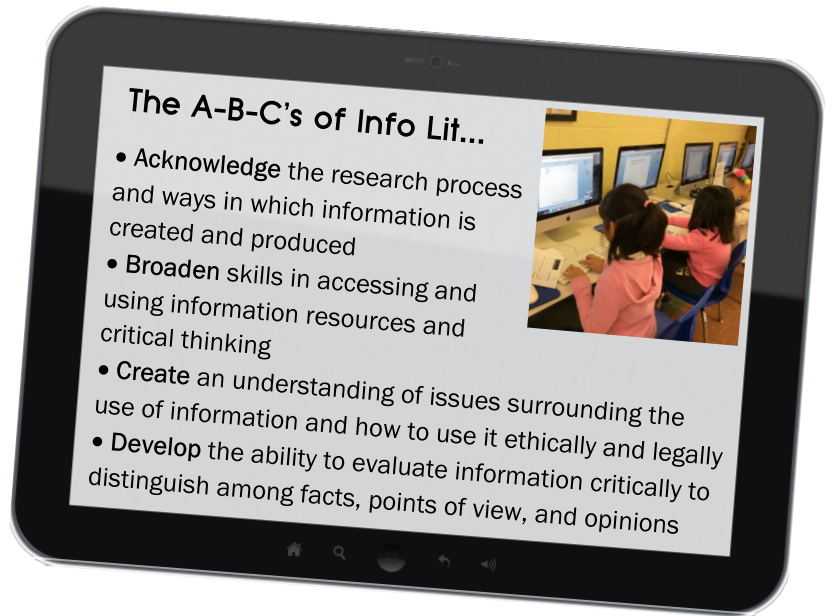 The A-B-C's of Info Lit...
• Acknowledge the research process
and ways in which information is
created and produced
• Broaden skills in accessing and
using information resources and
critical thinking
• Create an understanding of issues surrounding the
use of information and how to use it ethically and legally
• Develop the ability to evaluate information critically to
distinguish among facts, points of view, and opinions